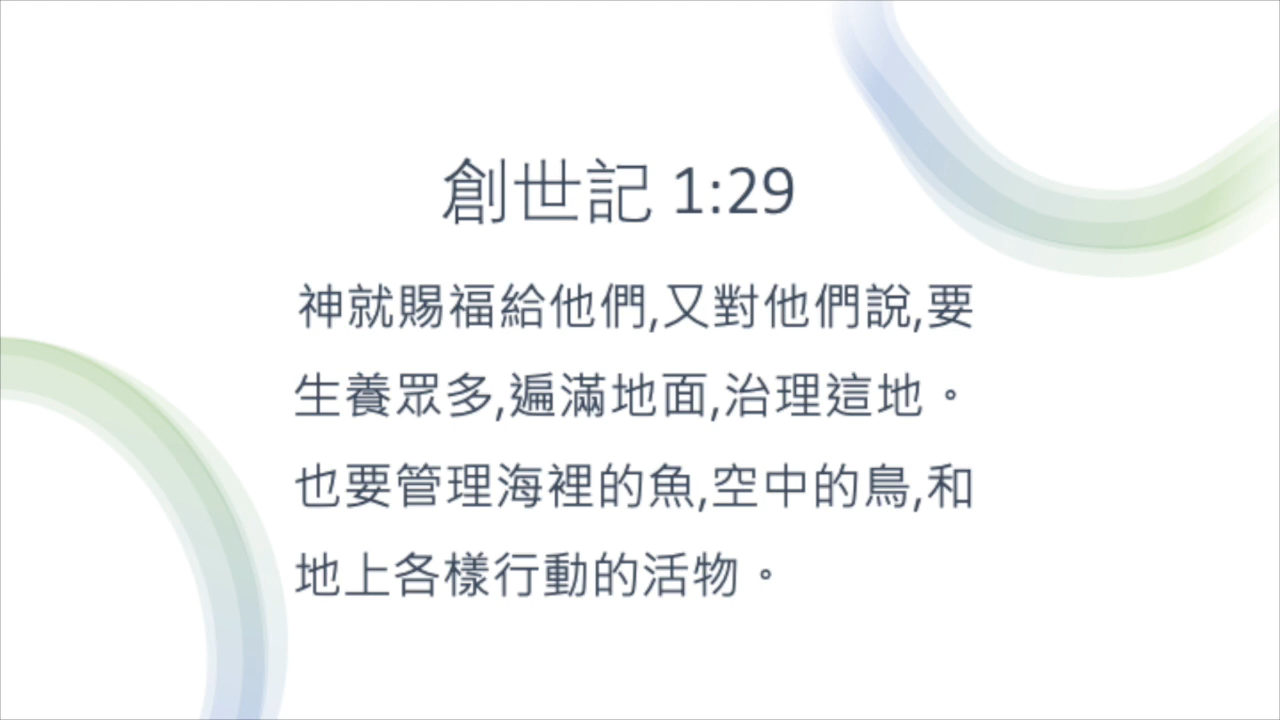 創世記 1:29
神就賜福給他們,又對他們說,要
生養眾多,遍滿地面,治理這地。
也要管理海裡的魚,空中的鳥,和
地上各樣行動的活物。